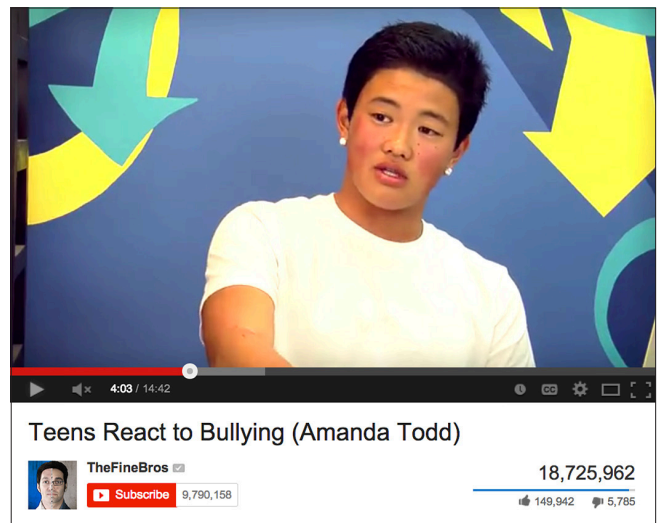 4:03 / 14:42
CC
Teens React to Bullying (Amanda Todd)
TheFineBros
Subscribe 9,790,158
18,725,962
149,942 5,785